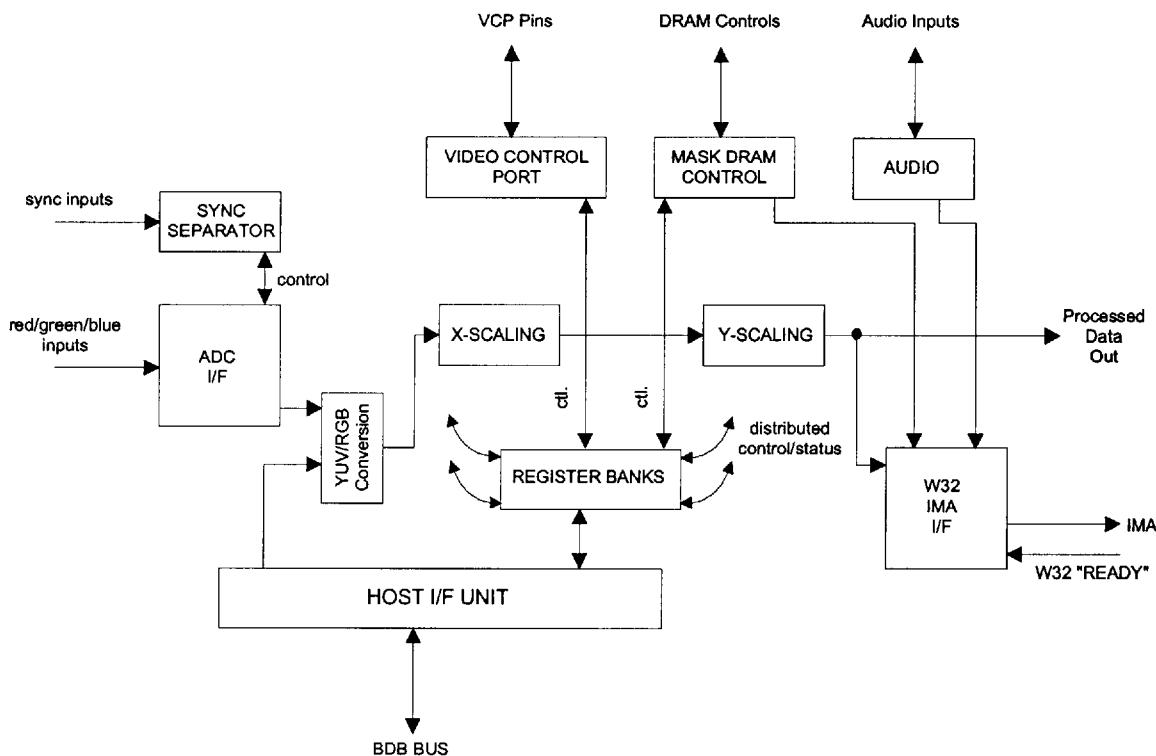 VCP Pins
DRAM Controls
Audio Inputs
VIDEO CONTROL
PORT
MASK DRAM
CONTROL
AUDIO
sync inputs
SYNC
SEPARATOR
control
red/green/blue
inputs
ADC
I/F
X-SCALING
Y-SCALING
Processed
Data
Out
ctl.
ctl.
YUV/RGB
Conversion
distributed
control/status
REGISTER BANKS
W32
IMA
I/F
IMA
W32 "READY"
HOST I/F UNIT
BDB BUS